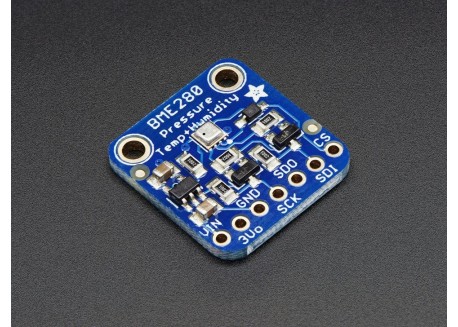 BME280
Pressure
Temp+Humidity
VIN
3Vo
GND
SCK
SDO
SDI
CS